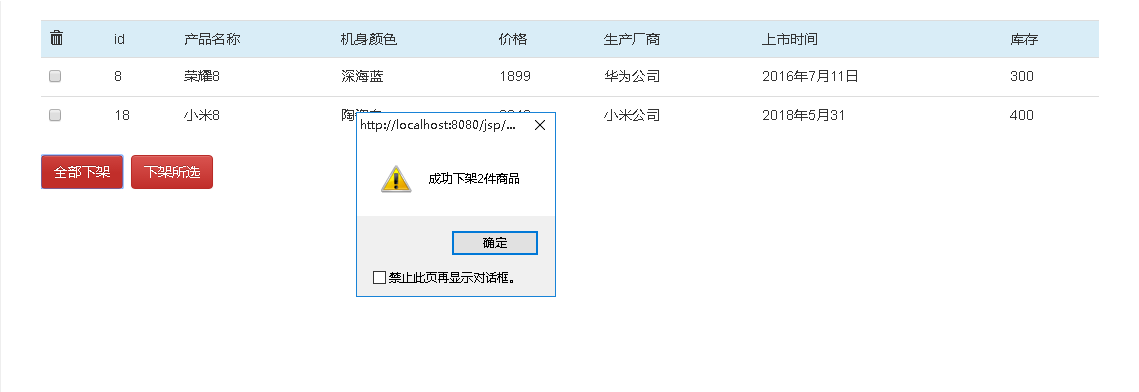 id 产品名称 机身颜色 价格 生产厂商 上市时间 库存
8 荣耀8 深海蓝 1899 华为公司 2016年7月11日 300
18 小米8 小米公司 2018年5月31 400
http://localhost:8080/jsp/...
全部下架 下架所选
成功下架2件商品
确定
禁止此页再显示对话框。